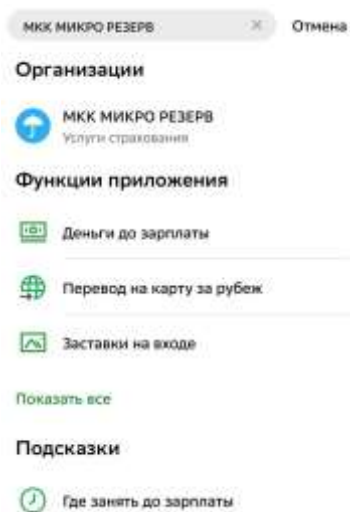 МКК МИКРО РЕЗЕРВ × Отмена
Организации
МКК МИКРО РЕЗЕРВ
Услуги страхования
Функции приложения
Деньги до зарплаты
Перевод на карту за рубеж
Заставки на входе
Показать все
Подсказки
Где занять до зарплаты